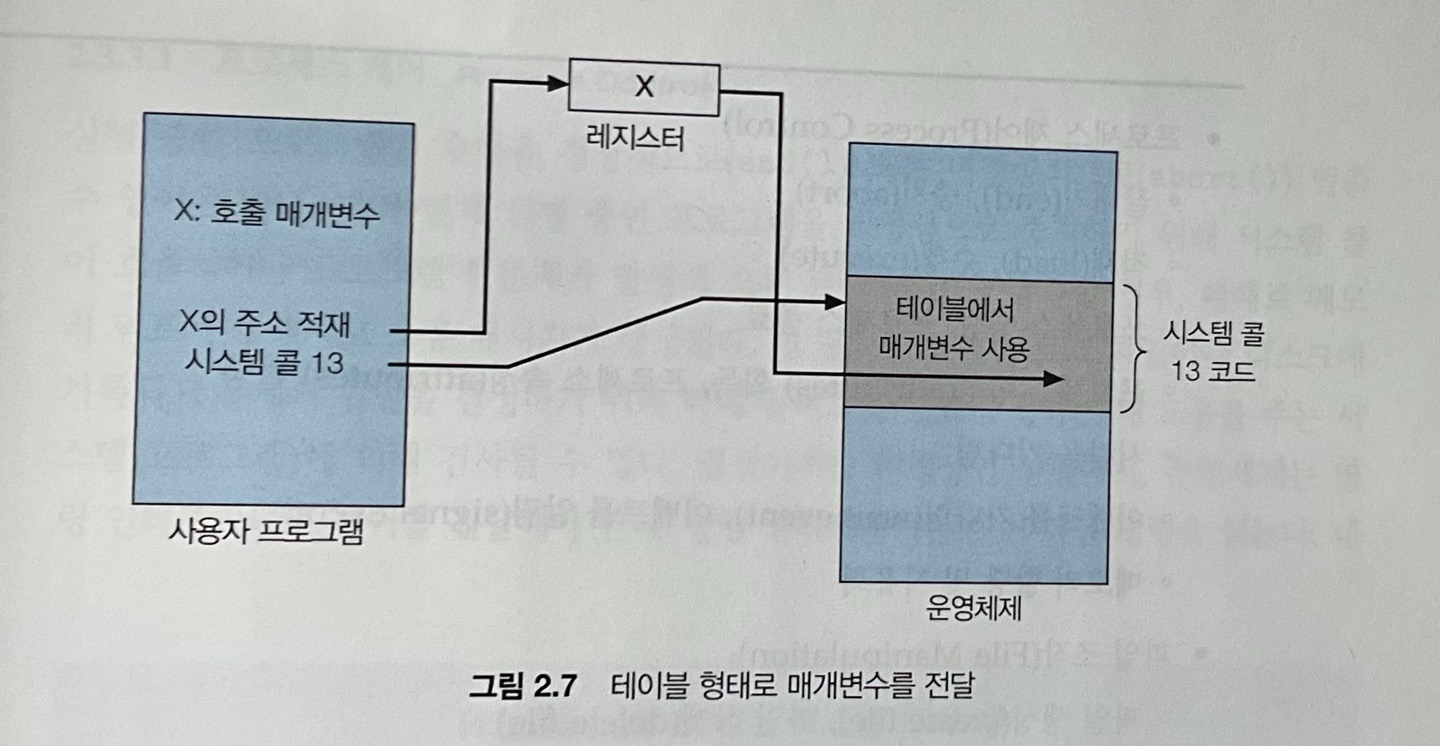 X
레지스터
X: 호출 매개변수
X의 주소 적재
시스템 콜 13
사용자 프로그램
테이블에서
매개변수 사용
시스템 콜
13 코드
운영체제
그림 2.7 테이블 형태로 매개변수를 전달